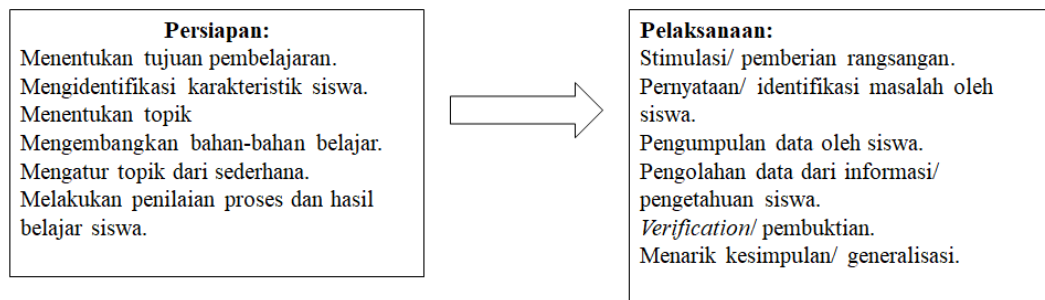 Persiapan:
Menentukan tujuan pembelajaran.
Mengidentifikasi karakteristik siswa.
Menentukan topik
Mengembangkan bahan-bahan belajar.
Mengatur topik dari sederhana.
Melakukan penilaian proses dan hasil
belajar siswa.
Pelaksanaan:
Stimulasi/ pemberian rangsangan.
Pernyataan/ identifikasi masalah oleh
siswa.
Pengumpulan data oleh siswa.
Pengolahan data dari informasi/
pengetahuan siswa.
Verification/ pembuktian.
Menarik kesimpulan/ generalisasi.